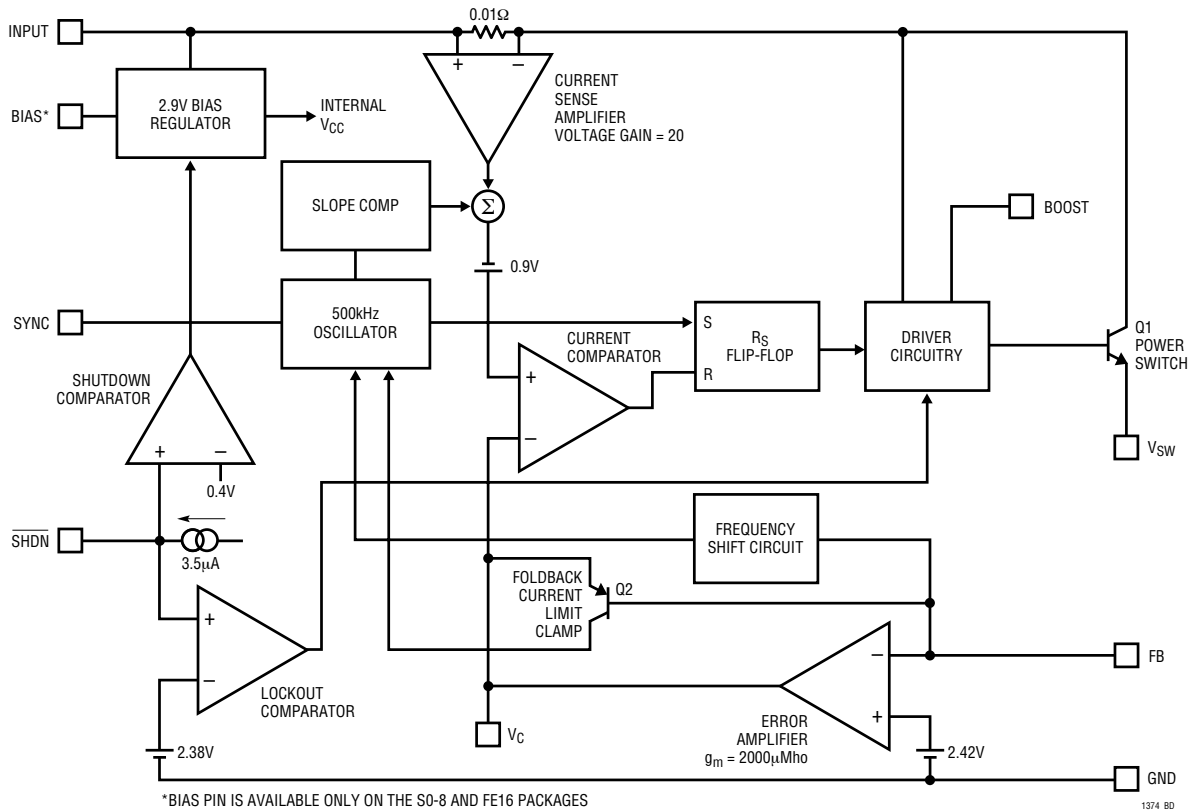 INPUT
0.01Ω
+
–
CURRENT
SENSE
AMPLIFIER
VOLTAGE GAIN = 20
2.9V BIAS
REGULATOR
BIAS*
INTERNAL
VCC
SLOPE COMP
Σ
BOOST
0.9V
SYNC
500kHz
OSCILLATOR
CURRENT
COMPARATOR
S
RS
FLIP-FLOP
R
DRIVER
CIRCUITRY
Q1
POWER
SWITCH
SHUTDOWN
COMPARATOR
+
–
+
–
0.4V
VSW
SHDN
3.5µA
FREQUENCY
SHIFT CIRCUIT
FOLDBACK
CURRENT
LIMIT
CLAMP
Q2
+
–
LOCKOUT
COMPARATOR
–
+
FB
ERROR
AMPLIFIER
gm = 2000µMho
VC
2.38V
2.42V
GND
*BIAS PIN IS AVAILABLE ONLY ON THE S0-8 AND FE16 PACKAGES
1374 BD